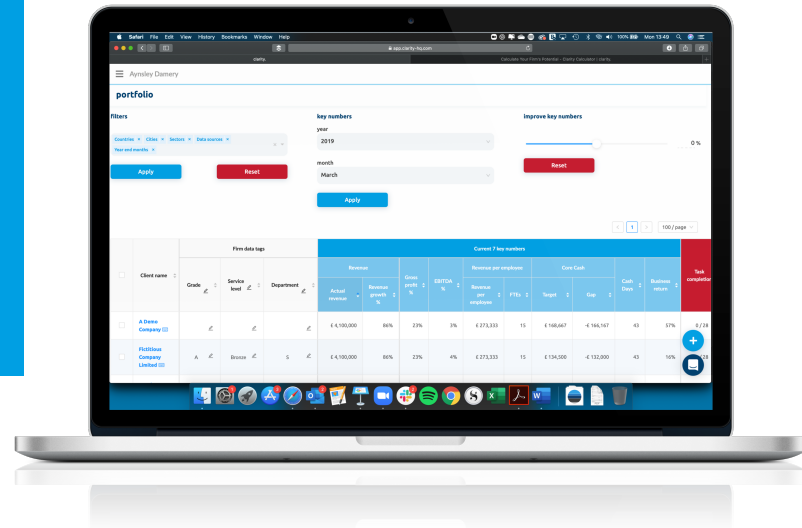 Safari File Edit View History Bookmarks Window Help
100% Mon 13:49
app.clarity-hq.com
clarity.
Calculate Your Firm's Potential - Clarity Calculator | clarity.
Aynsley Damery
portfolio
filters
key numbers
improve key numbers
year
Countries × Cities × Sectors × Data sources ×
Year end months ×
2019
0 %
month
Apply
Reset
March
Reset
Apply
1
100 / page
Firm data tags
Current 7 key numbers
Client name
Grade
Service level
Department
Revenue
Gross profit %
EBITDA %
Revenue per employee
Core Cash
Cash Days
Business return
Task completion
Actual revenue
Revenue growth %
Revenue per employee
FTEs
Target
Gap
A Demo Company
£ 4,100,000 86% 23% 3% £ 273,333 15 £ 168,667 -£ 166,167 43 57% 0 / 28
Fictitious Company Limited
A Bronze S £ 4,100,000 86% 23% 4% £ 273,333 15 £ 134,500 -£ 132,000 43 16% / 28